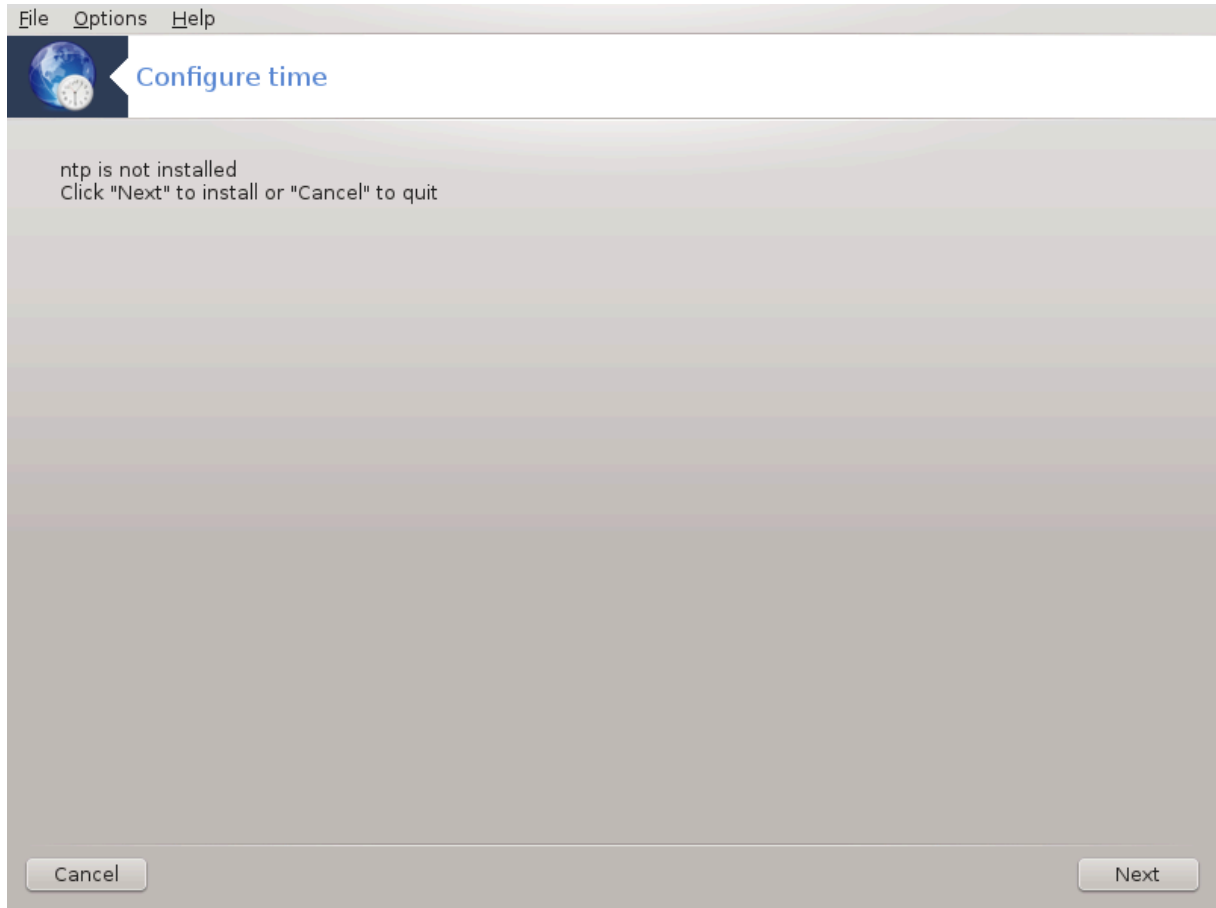 File Options Help
Configure time
ntp is not installed
Click "Next" to install or "Cancel" to quit
Cancel Next